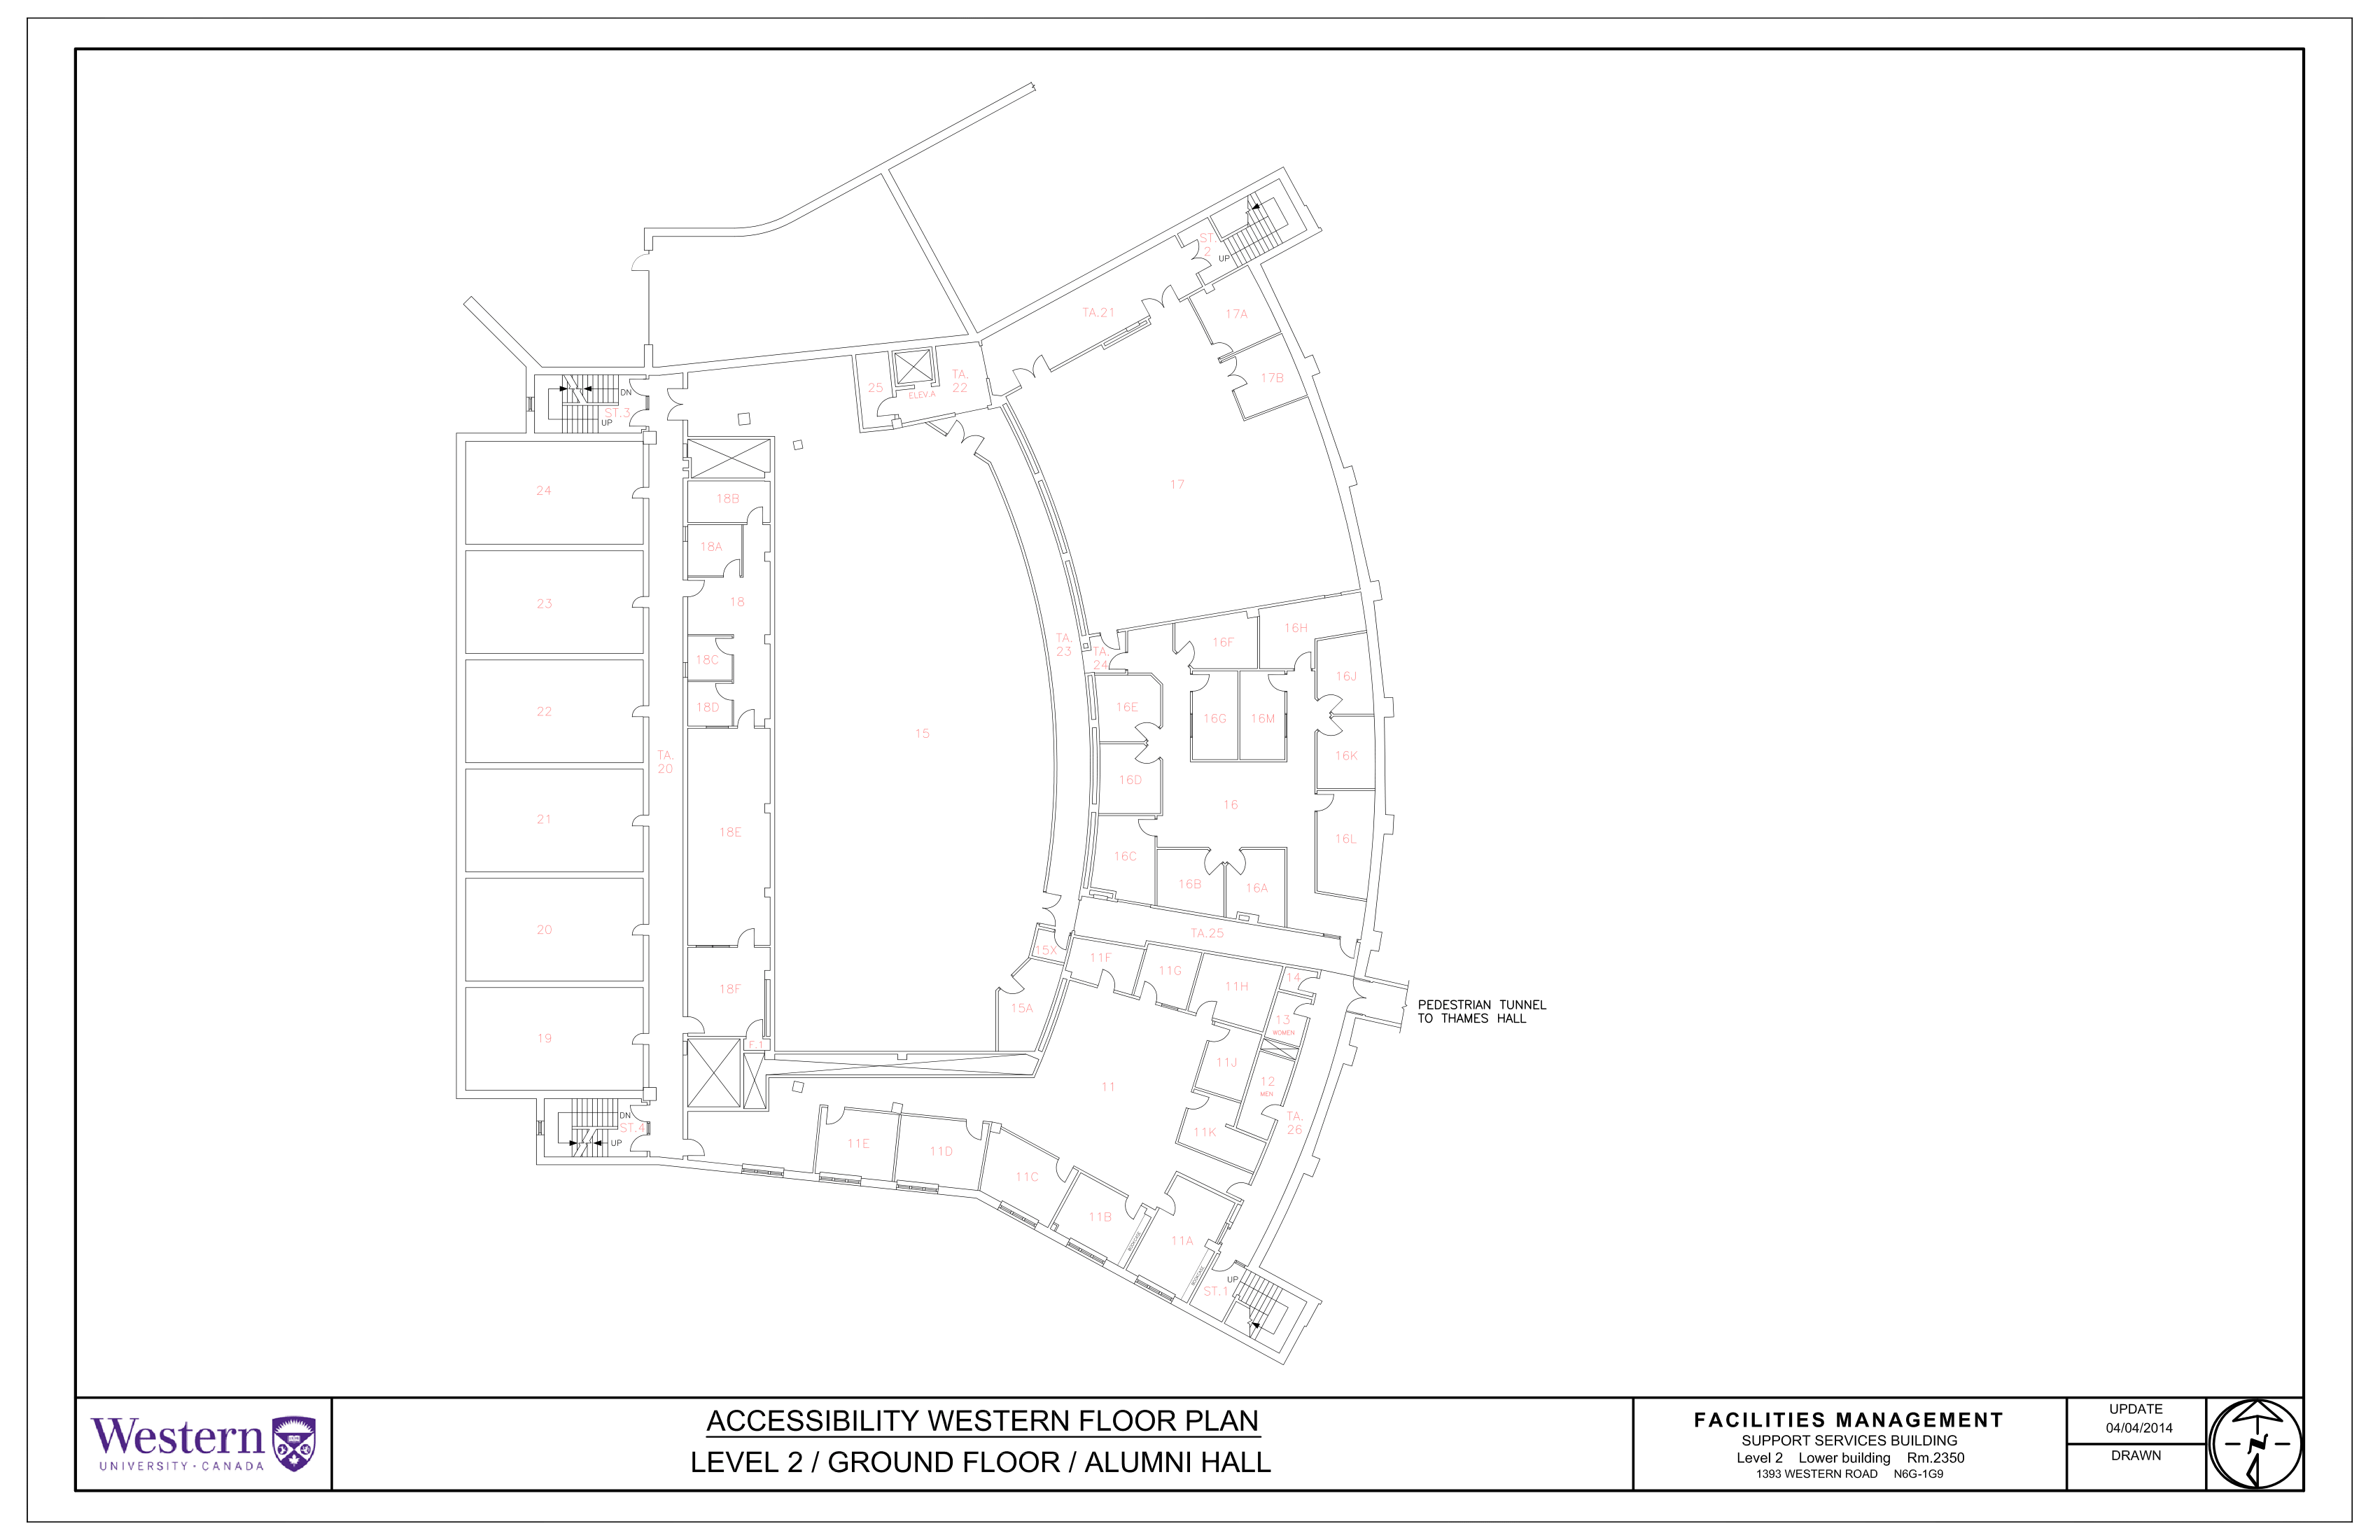 ST.
2
UP
TA.21
17A
17B
TA.
22
25
ELEV.A
DN
ST.3
UP
24
18B
17
18A
23
18
TA.
23
TA.
24
16F
16H
18C
16J
18D
22
16E
16G
16M
15
TA.
20
16K
16D
16
21
18E
16L
16C
16B
16A
20
TA.25
15X
11F
11G
14
11H
18F
15A
PEDESTRIAN TUNNEL
TO THAMES HALL
13
WOMEN
19
F.1
11J
11
12
MEN
DN
ST.4
UP
TA.
26
11K
11E
11D
11C
11B
BOOKCASE
11A
BOOKCASE
UP
ST.1
Western
UNIVERSITY · CANADA
ACCESSIBILITY WESTERN FLOOR PLAN
LEVEL 2 / GROUND FLOOR / ALUMNI HALL
FACILITIES MANAGEMENT
SUPPORT SERVICES BUILDING
Level 2 Lower building Rm.2350
1393 WESTERN ROAD N6G-1G9
UPDATE
04/04/2014
DRAWN
N